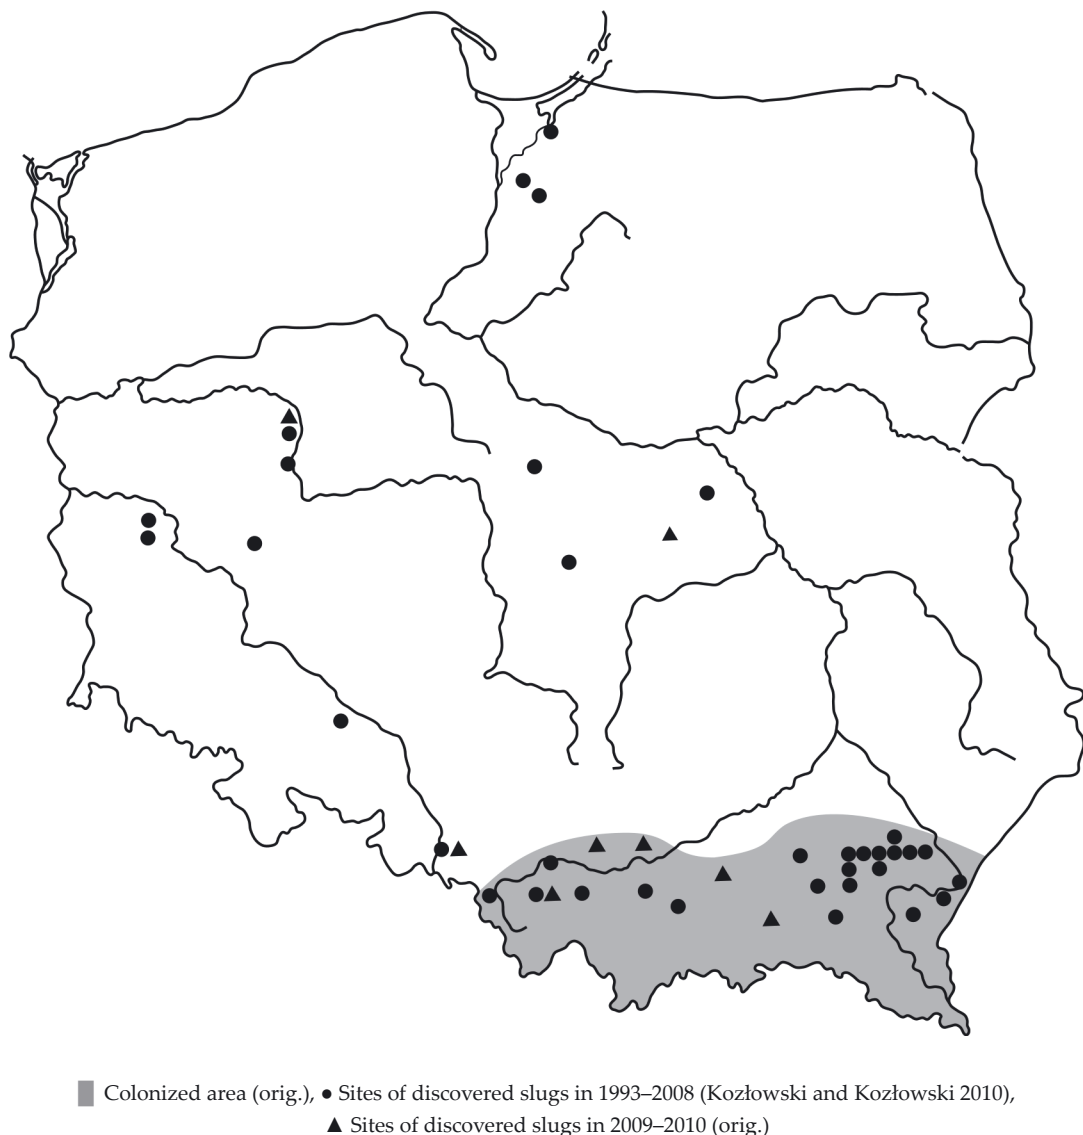 Colonized area (orig.), ● Sites of discovered slugs in 1993–2008 (Kozłowski and Kozłowski 2010),
▲ Sites of discovered slugs in 2009–2010 (orig.)